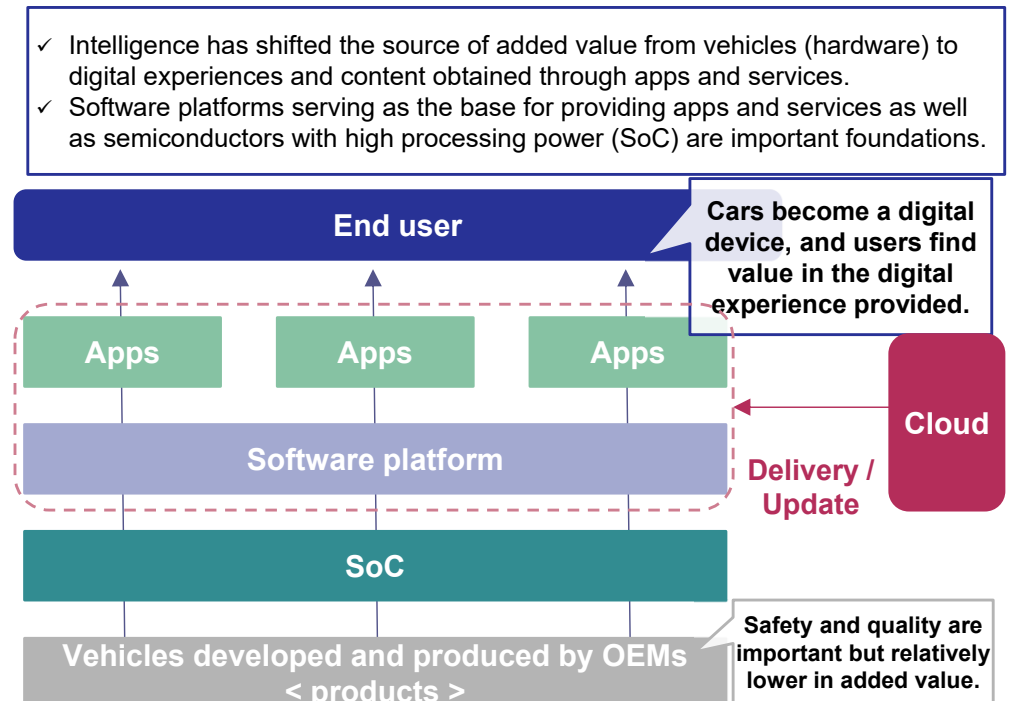 ✓ Intelligence has shifted the source of added value from vehicles (hardware) to
digital experiences and content obtained through apps and services.
✓ Software platforms serving as the base for providing apps and services as well
as semiconductors with high processing power (SoC) are important foundations.
End user
Cars become a digital
device, and users find
value in the digital
experience provided.
Apps
Apps
Apps
Cloud
Software platform
Delivery /
Update
SoC
Safety and quality are
important but relatively
lower in added value.
Vehicles developed and produced by OEMs
< products >